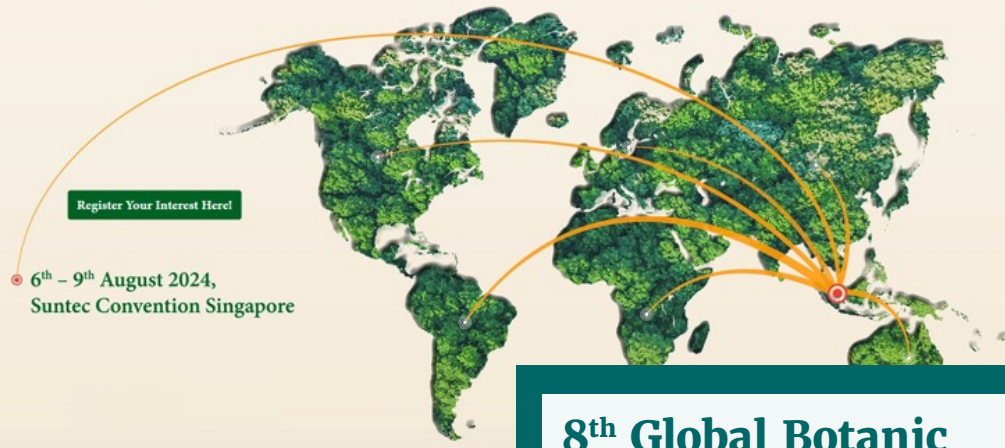 Register Your Interest Here!
6th – 9th August 2024,
Suntec Convention Singapore
8th Global Botanic